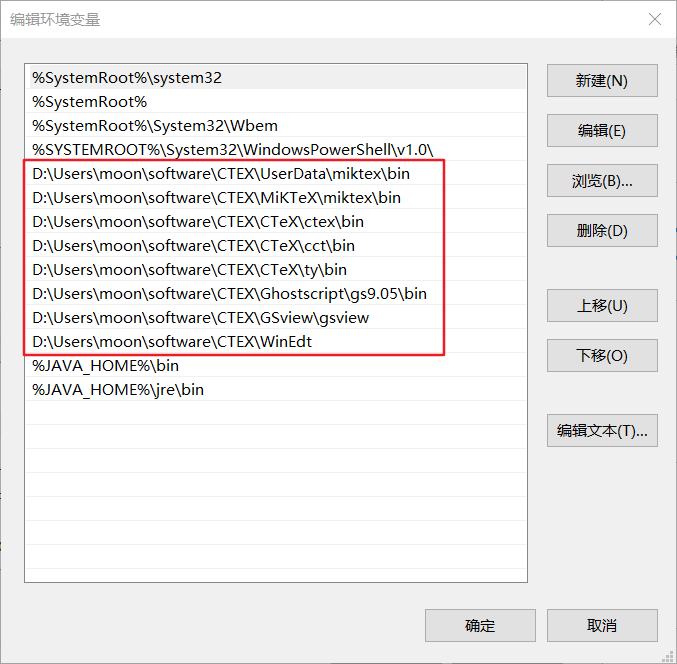 编辑环境变量
%SystemRoot%\system32
%SystemRoot%
%SystemRoot%\System32\Wbem
%SYSTEMROOT%\System32\WindowsPowerShell\v1.0\
D:\Users\moon\software\CTEX\UserData\miktex\bin
D:\Users\moon\software\CTEX\MiKTeX\miktex\bin
D:\Users\moon\software\CTEX\CTeX\ctex\bin
D:\Users\moon\software\CTEX\CTeX\cct\bin
D:\Users\moon\software\CTEX\CTeX\ty\bin
D:\Users\moon\software\CTEX\Ghostscript\gs9.05\bin
D:\Users\moon\software\CTEX\GSview\gsview
D:\Users\moon\software\CTEX\WinEdt
%JAVA_HOME%\bin
%JAVA_HOME%\jre\bin
新建(N)
编辑(E)
浏览(B)...
删除(D)
上移(U)
下移(O)
编辑文本(T)...
确定
取消